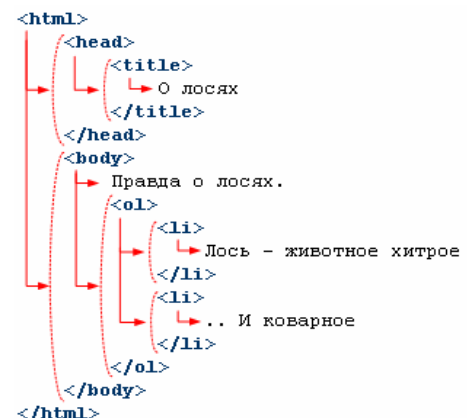 <html>
<head>
<title>
О лосях
</title>
</head>
<body>
Правда о лосях.
<ol>
<li>
Лось - животное хитрое
</li>
<li>
.. И коварное
</li>
</ol>
</body>
</html>